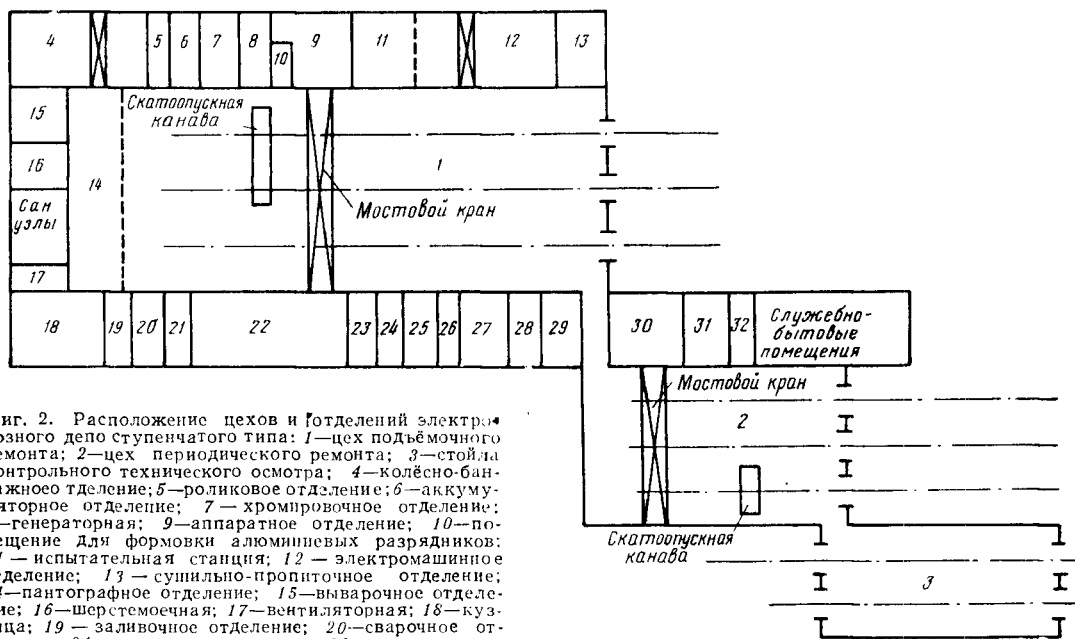 4 5 6 7 8 9 11 12 13
10
Скатоопускная
канава
15
16
14
1
Мостовой кран
Сан
узлы
17
18 19 20 21 22 23 24 25 26 27 28 29
30 31 32 Служебно-
бытовые
помещения
Мостовой кран
2
Скатоопускная
канава
3
иг. 2. Расположение цехов и отделений электро-
озного депо ступенчатого типа: 1—цех подъёмочного
емонта; 2—цех периодического ремонта; 3—стойла
онтрольного технического осмотра; 4—колёсно-бан-
ажноео тделение; 5—роликовое отделение; 6—аккуму-
яторное отделение; 7—хромировочное отделение;
—генераторная; 9—аппаратное отделение; 10—по-
ещение для формовки алюминиевых разрядников;
1 — испытательная станция; 12 — электромашинное
тделение; 13 — сушильно-пропиточное отделение;
4—пантографное отделение; 15—выварочное отделе-
ие; 16—шерстемоечная; 17—вентиляторная; 18—куз-
ица; 19 — заливочное отделение; 20—сварочное от-